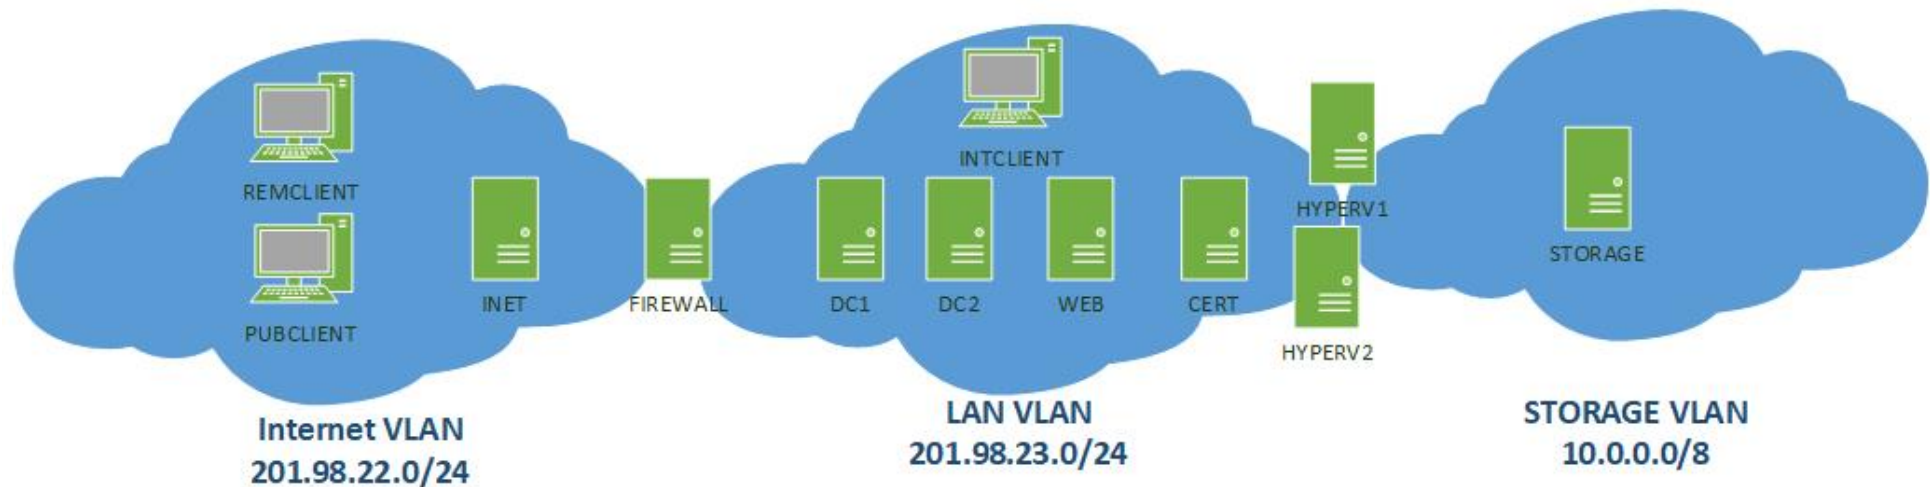 REMCLIENT
PUBCLIENT
INET
FIREWALL
INTCLIENT
DC1
DC2
WEB
CERT
HYPERV1
HYPERV2
STORAGE
Internet VLAN
201.98.22.0/24
LAN VLAN
201.98.23.0/24
STORAGE VLAN
10.0.0.0/8